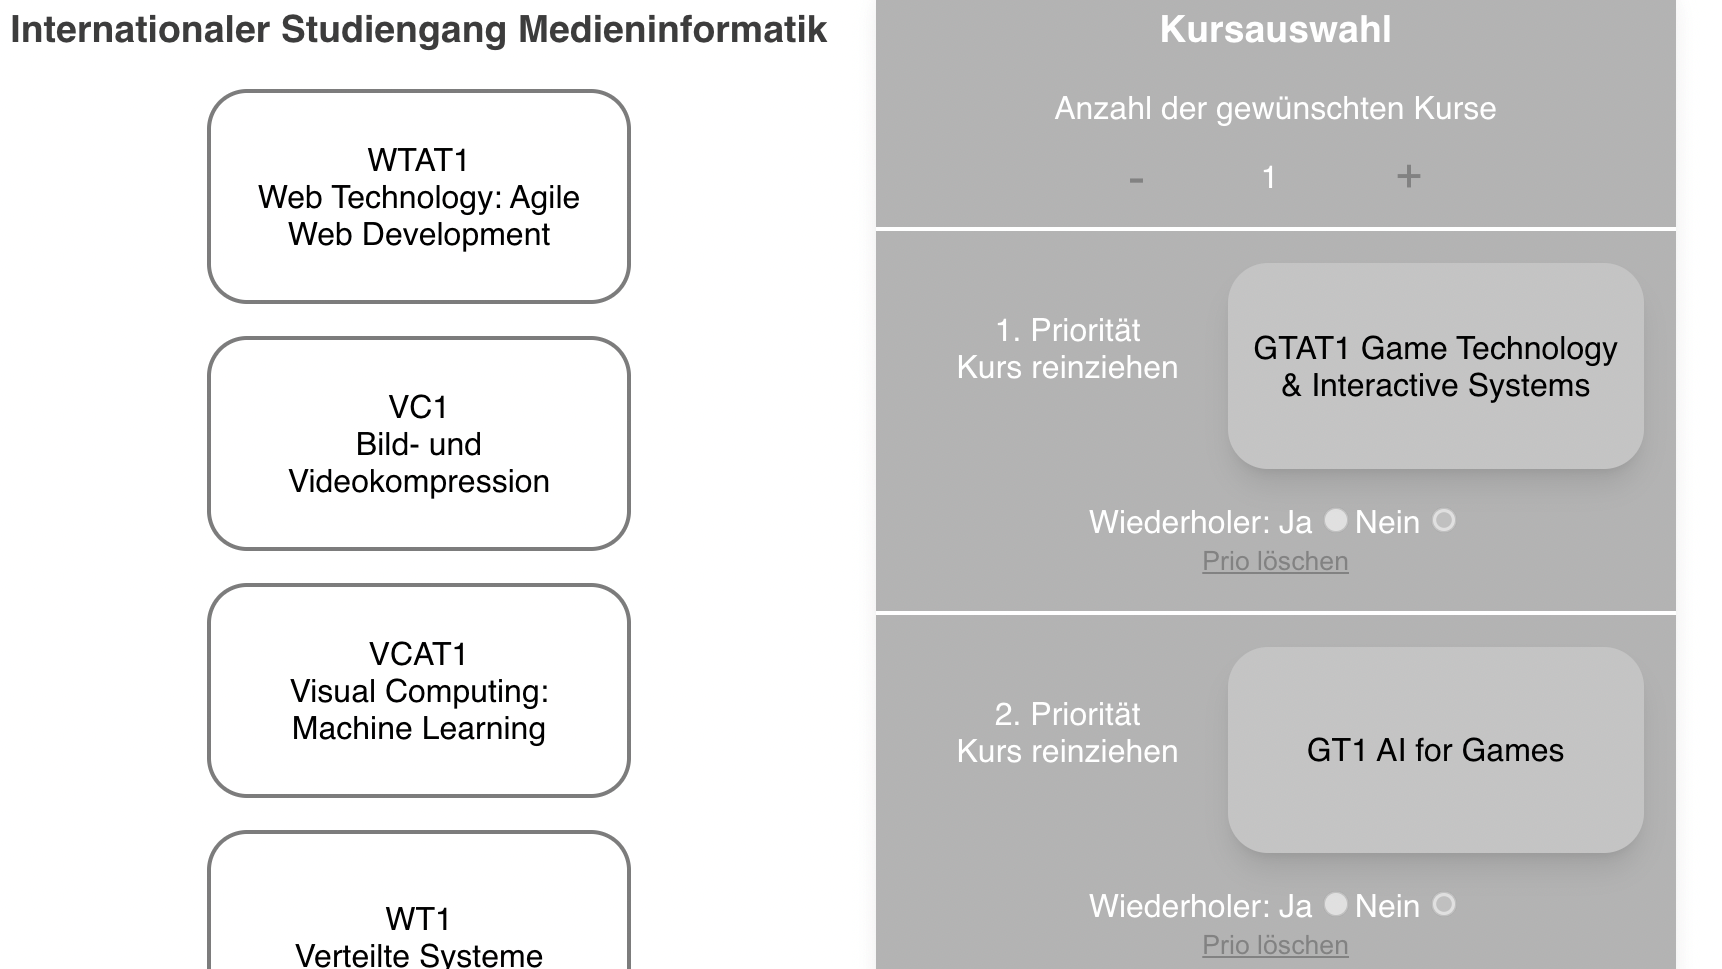 Internationaler Studiengang Medieninformatik
WTAT1
Web Technology: Agile
Web Development
VC1
Bild- und
Videokompression
VCAT1
Visual Computing:
Machine Learning
WT1
Verteilte Systeme
Kursauswahl
Anzahl der gewünschten Kurse
- 1 +
1. Priorität
Kurs reinziehen
GTAT1 Game Technology
& Interactive Systems
Wiederholer: Ja Nein
Prio löschen
2. Priorität
Kurs reinziehen
GT1 AI for Games
Wiederholer: Ja Nein
Prio löschen